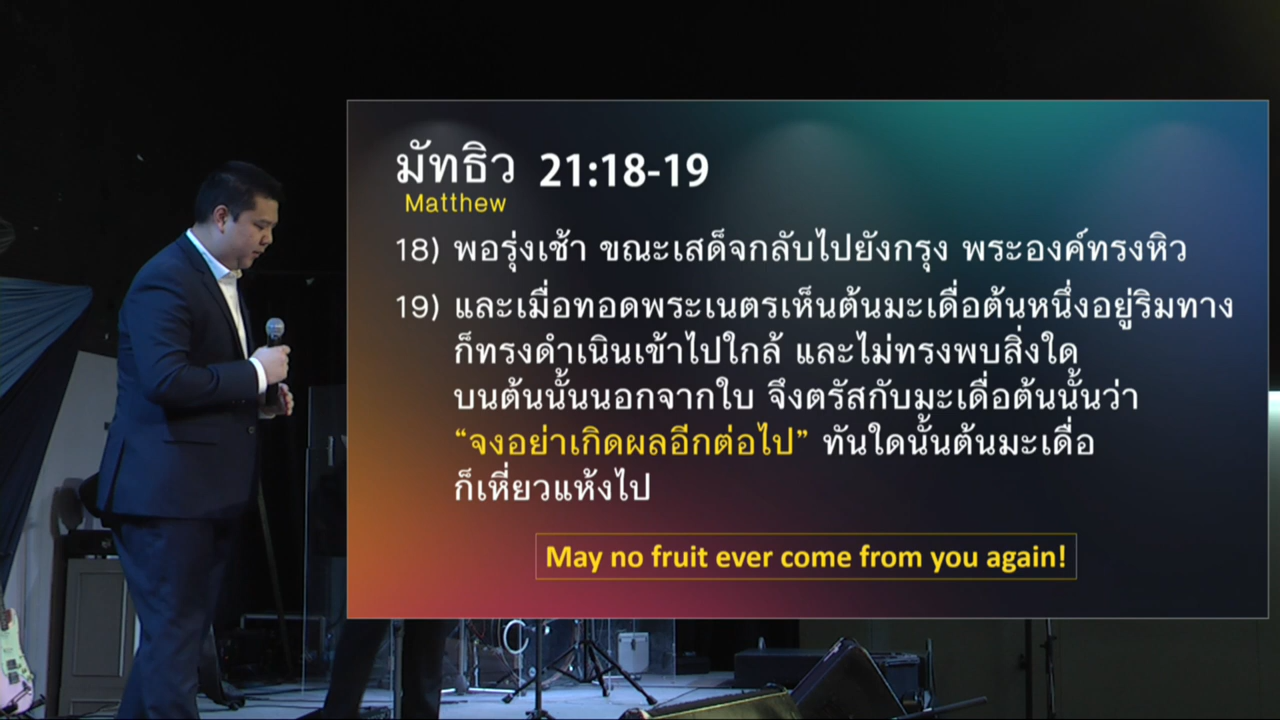 มัทธิว 21:18-19
Matthew
18) พอรุ่งเช้า ขณะเสด็จกลับไปยังกรุง พระองค์ทรงหิว
19) และเมื่อทอดพระเนตรเห็นต้นมะเดื่อต้นหนึ่งอยู่ริมทาง
ก็ทรงดำเนินเข้าไปใกล้ และไม่ทรงพบสิ่งใด
บนต้นนั้นนอกจากใบ จึงตรัสกับมะเดื่อต้นนั้นว่า
“จงอย่าเกิดผลอีกต่อไป” ทันใดนั้นต้นมะเดื่อ
ก็เหี่ยวแห้งไป
May no fruit ever come from you again!